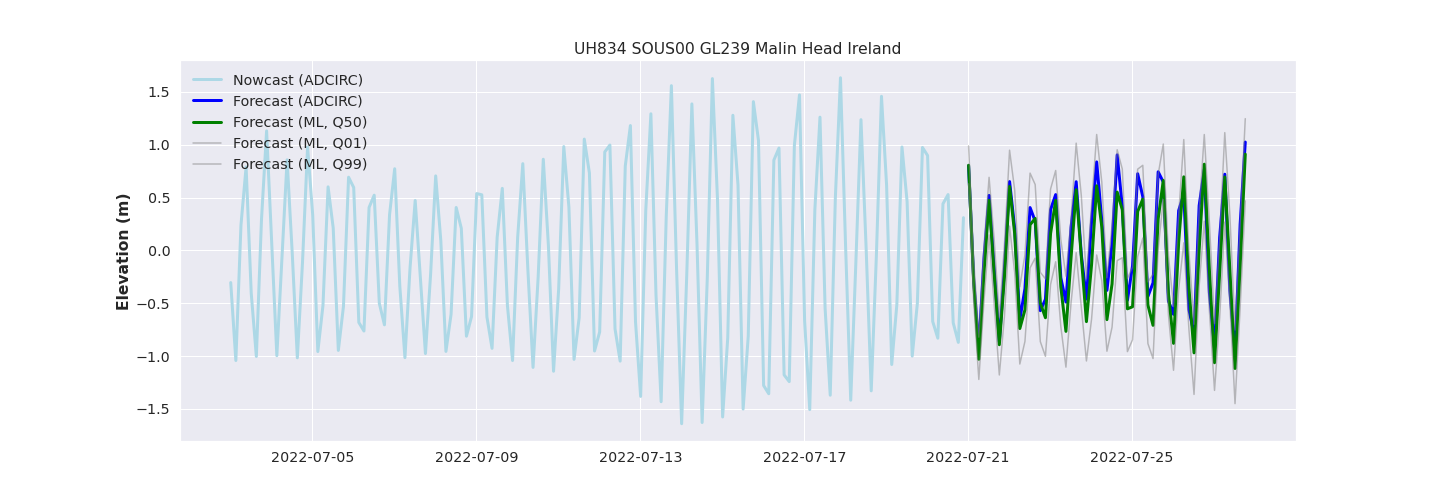 UH834 SOUS00 GL239 Malin Head Ireland
Nowcast (ADCIRC)
Forecast (ADCIRC)
Forecast (ML, Q50)
Forecast (ML, Q01)
Forecast (ML, Q99)
Elevation (m)
1.5
1.0
0.5
0.0
−0.5
−1.0
−1.5
2022-07-05 2022-07-09 2022-07-13 2022-07-17 2022-07-21 2022-07-25